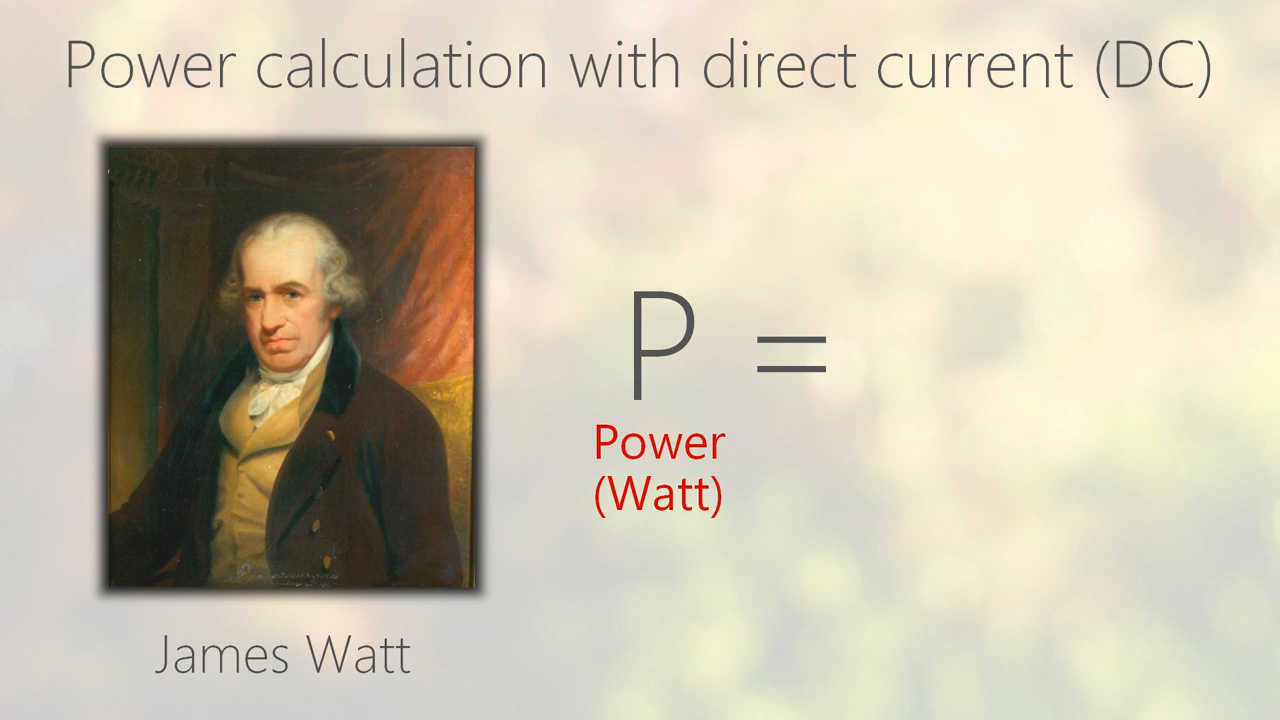 Power calculation with direct current (DC)
P =
Power
(Watt)
James Watt